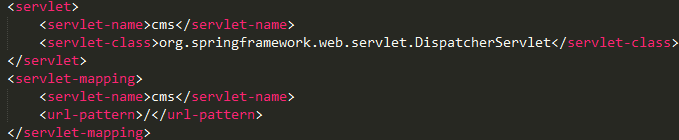 <servlet>
    <servlet-name>cms</servlet-name>
    <servlet-class>org.springframework.web.servlet.DispatcherServlet</servlet-class>
</servlet>
<servlet-mapping>
    <servlet-name>cms</servlet-name>
    <url-pattern>/</url-pattern>
</servlet-mapping>